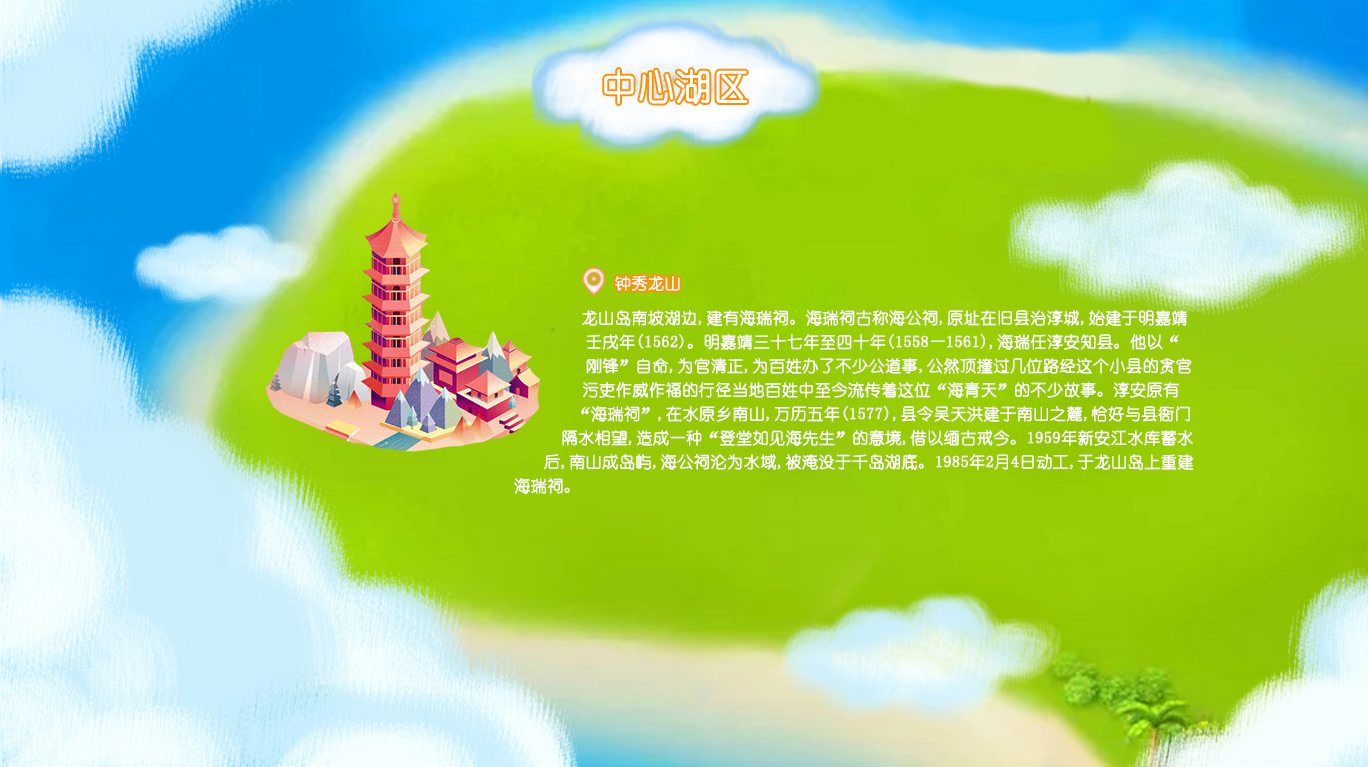 中心湖区
钟秀龙山
龙山岛南坡湖边,建有海瑞祠。海瑞祠古称海公祠,原址在旧县治淳城,始建于明嘉靖
壬戌年(1562)。明嘉靖三十七年至四十年(1558—1561),海瑞任淳安知县。他以“
刚锋”自命,为官清正,为百姓办了不少公道事,公然顶撞过几位路经这个小县的贪官
污吏作威作福的行径当地百姓中至今流传着这位“海青天”的不少故事。淳安原有
“海瑞祠”,在水原乡南山,万历五年(1577),县令吴天洪建于南山之麓,恰好与县衙门
隔水相望,造成一种“登堂如见海先生”的意境,借以缅古戒今。1959年新安江水库蓄水
后,南山成岛屿,海公祠沦为水域,被淹没于千岛湖底。1985年2月4日动工,于龙山岛上重建
海瑞祠。